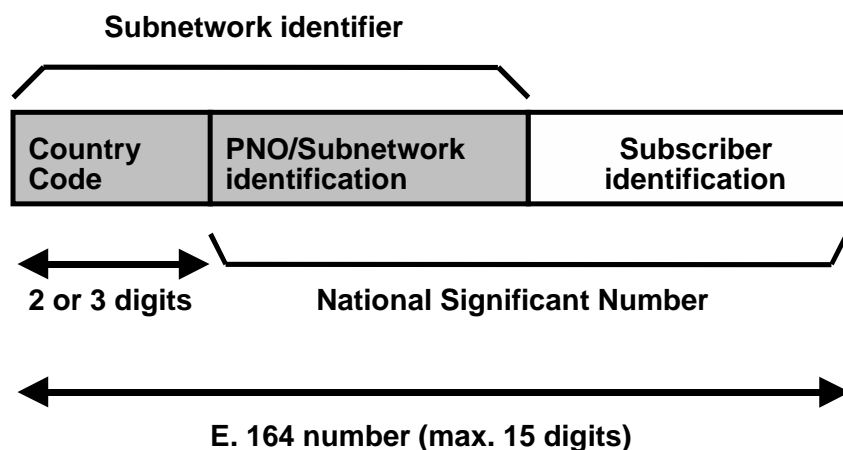 Subnetwork identifier
Country
Code
PNO/Subnetwork
identification
Subscriber
identification
2 or 3 digits
National Significant Number
E. 164 number (max. 15 digits)